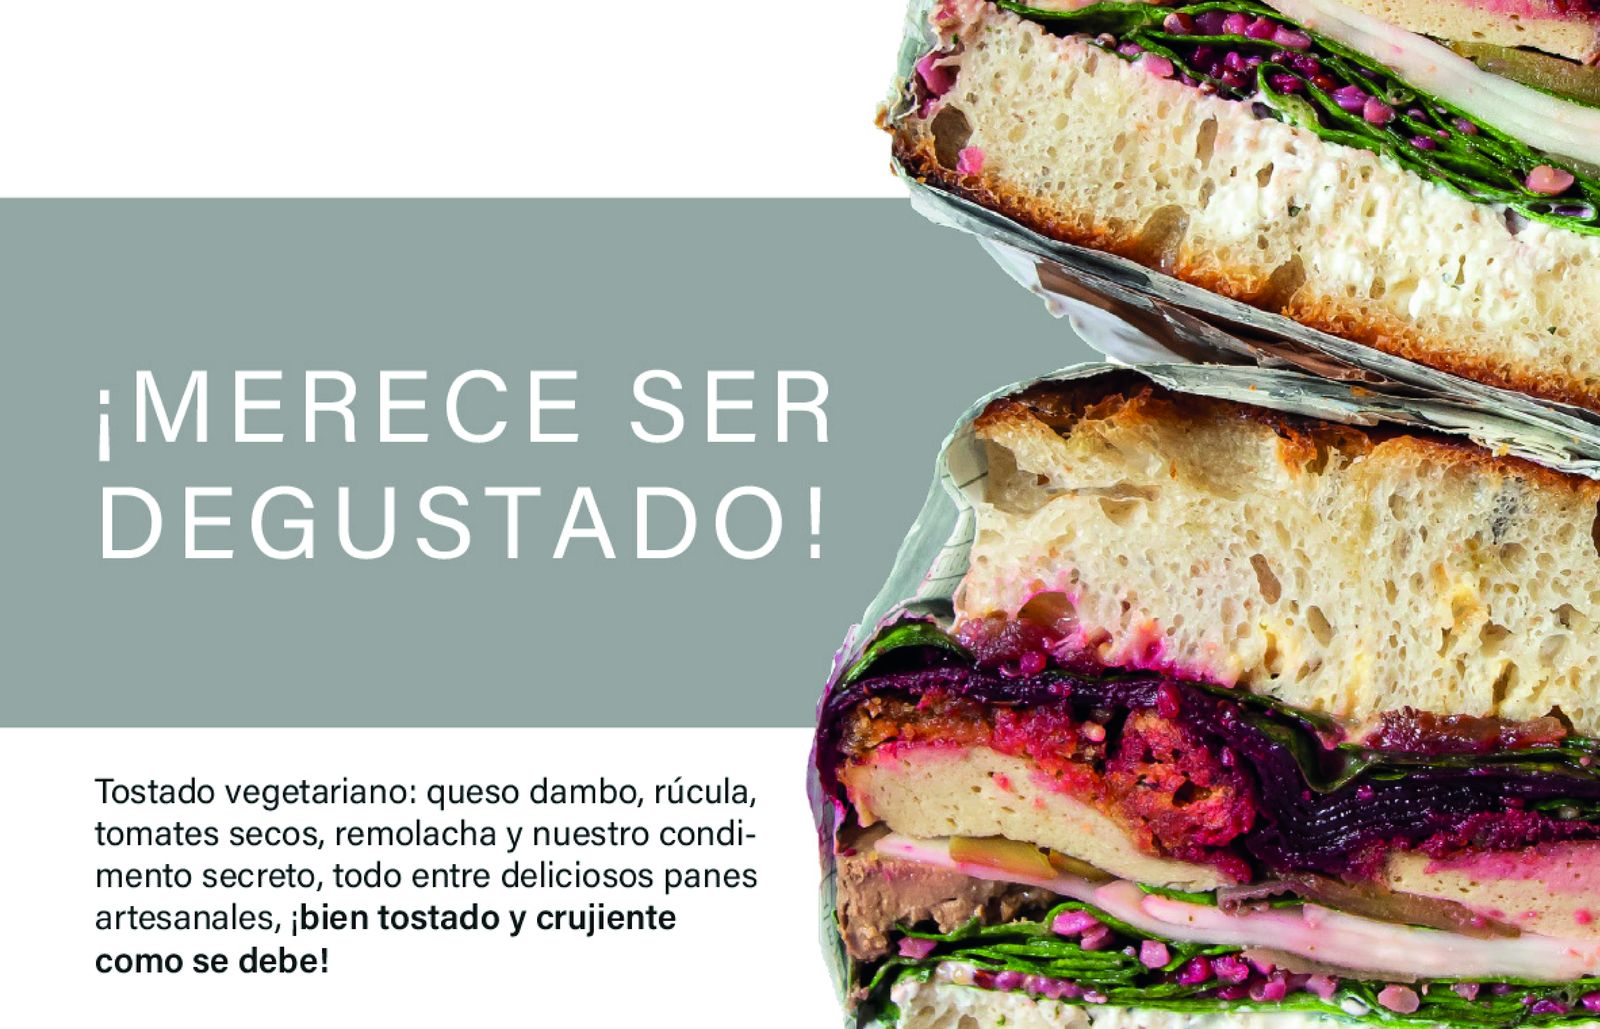 ¡MERECE SER
DEGUSTADO!
Tostado vegetariano: queso dambo, rúcula,
tomates secos, remolacha y nuestro condi-
mento secreto, todo entre deliciosos panes
artesanales, ¡bien tostado y crujiente
como se debe!